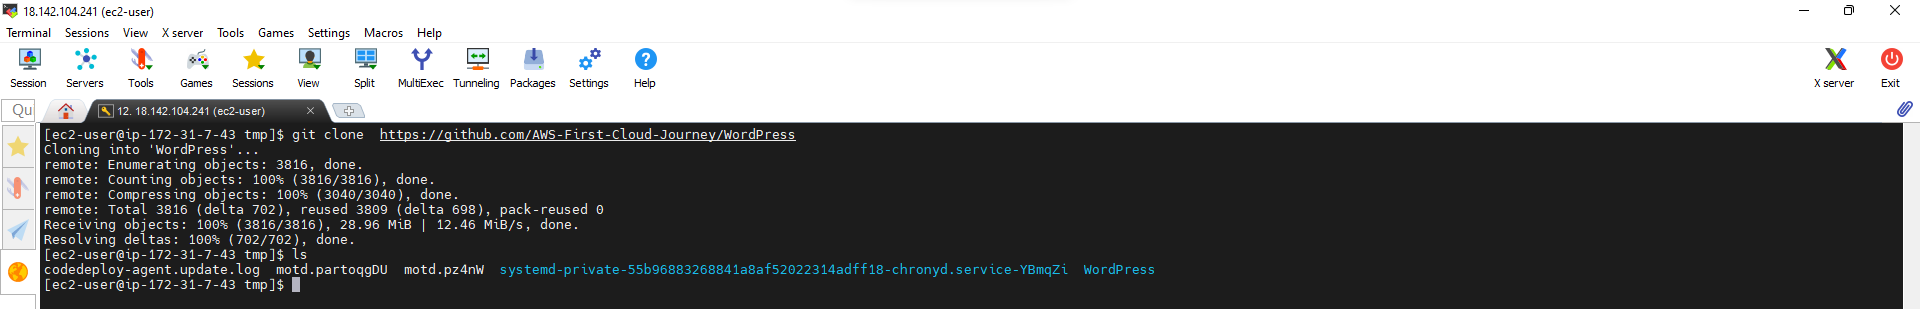 18.142.104.241 (ec2-user)
Terminal Sessions View X server Tools Games Settings Macros Help
Session Servers Tools Games Sessions View Split MultiExec Tunneling Packages Settings Help X server Exit
Qu 12. 18.142.104.241 (ec2-user)
[ec2-user@ip-172-31-7-43 tmp]$ git clone  https://github.com/AWS-First-Cloud-Journey/WordPress
Cloning into 'WordPress'...
remote: Enumerating objects: 3816, done.
remote: Counting objects: 100% (3816/3816), done.
remote: Compressing objects: 100% (3040/3040), done.
remote: Total 3816 (delta 702), reused 3809 (delta 698), pack-reused 0
Receiving objects: 100% (3816/3816), 28.96 MiB | 12.46 MiB/s, done.
Resolving deltas: 100% (702/702), done.
[ec2-user@ip-172-31-7-43 tmp]$ ls
codedeploy-agent.update.log  motd.partoqgDU  motd.pz4nW  systemd-private-55b96883268841a8af52022314adff18-chronyd.service-YBmqZi  WordPress
[ec2-user@ip-172-31-7-43 tmp]$